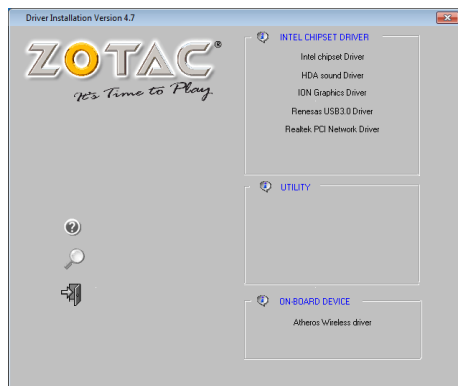 Driver Installation Version 4.7
ZOTAC®
It's Time to Play
INTEL CHIPSET DRIVER
Intel chipset Driver
HDA sound Driver
ION Graphics Driver
Renesas USB3.0 Driver
Realtek PCI Network Driver
UTILITY
ON-BOARD DEVICE
Atheros Wireless driver